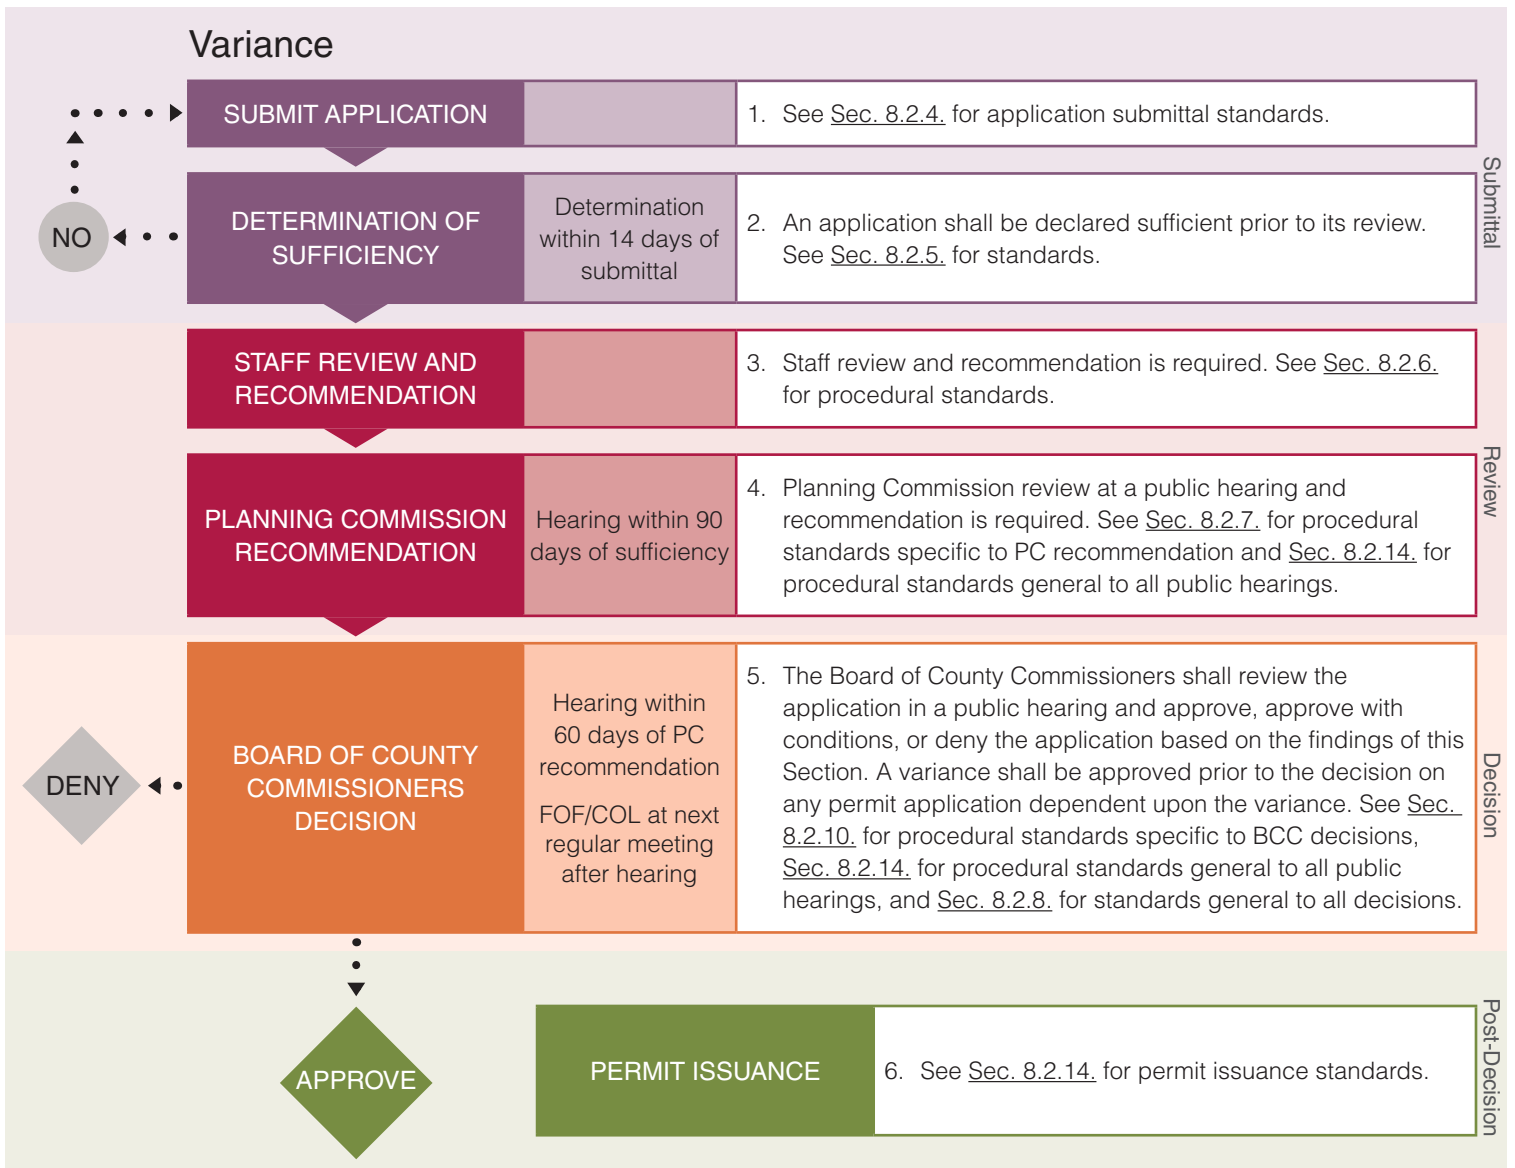 Variance
SUBMIT APPLICATION
1. See Sec. 8.2.4. for application submittal standards.
NO
DETERMINATION OF
SUFFICIENCY
Determination
within 14 days of
submittal
2. An application shall be declared sufficient prior to its review.
See Sec. 8.2.5. for standards.
Submittal
STAFF REVIEW AND
RECOMMENDATION
3. Staff review and recommendation is required. See Sec. 8.2.6.
for procedural standards.
PLANNING COMMISSION
RECOMMENDATION
Hearing within 90
days of sufficiency
4. Planning Commission review at a public hearing and
recommendation is required. See Sec. 8.2.7. for procedural
standards specific to PC recommendation and Sec. 8.2.14. for
procedural standards general to all public hearings.
Review
DENY
BOARD OF COUNTY
COMMISSIONERS
DECISION
Hearing within
60 days of PC
recommendation
FOF/COL at next
regular meeting
after hearing
5. The Board of County Commissioners shall review the
application in a public hearing and approve, approve with
conditions, or deny the application based on the findings of this
Section. A variance shall be approved prior to the decision on
any permit application dependent upon the variance. See Sec.
8.2.10. for procedural standards specific to BCC decisions,
Sec. 8.2.14. for procedural standards general to all public
hearings, and Sec. 8.2.8. for standards general to all decisions.
Decision
APPROVE
PERMIT ISSUANCE
6. See Sec. 8.2.14. for permit issuance standards.
Post-Decision